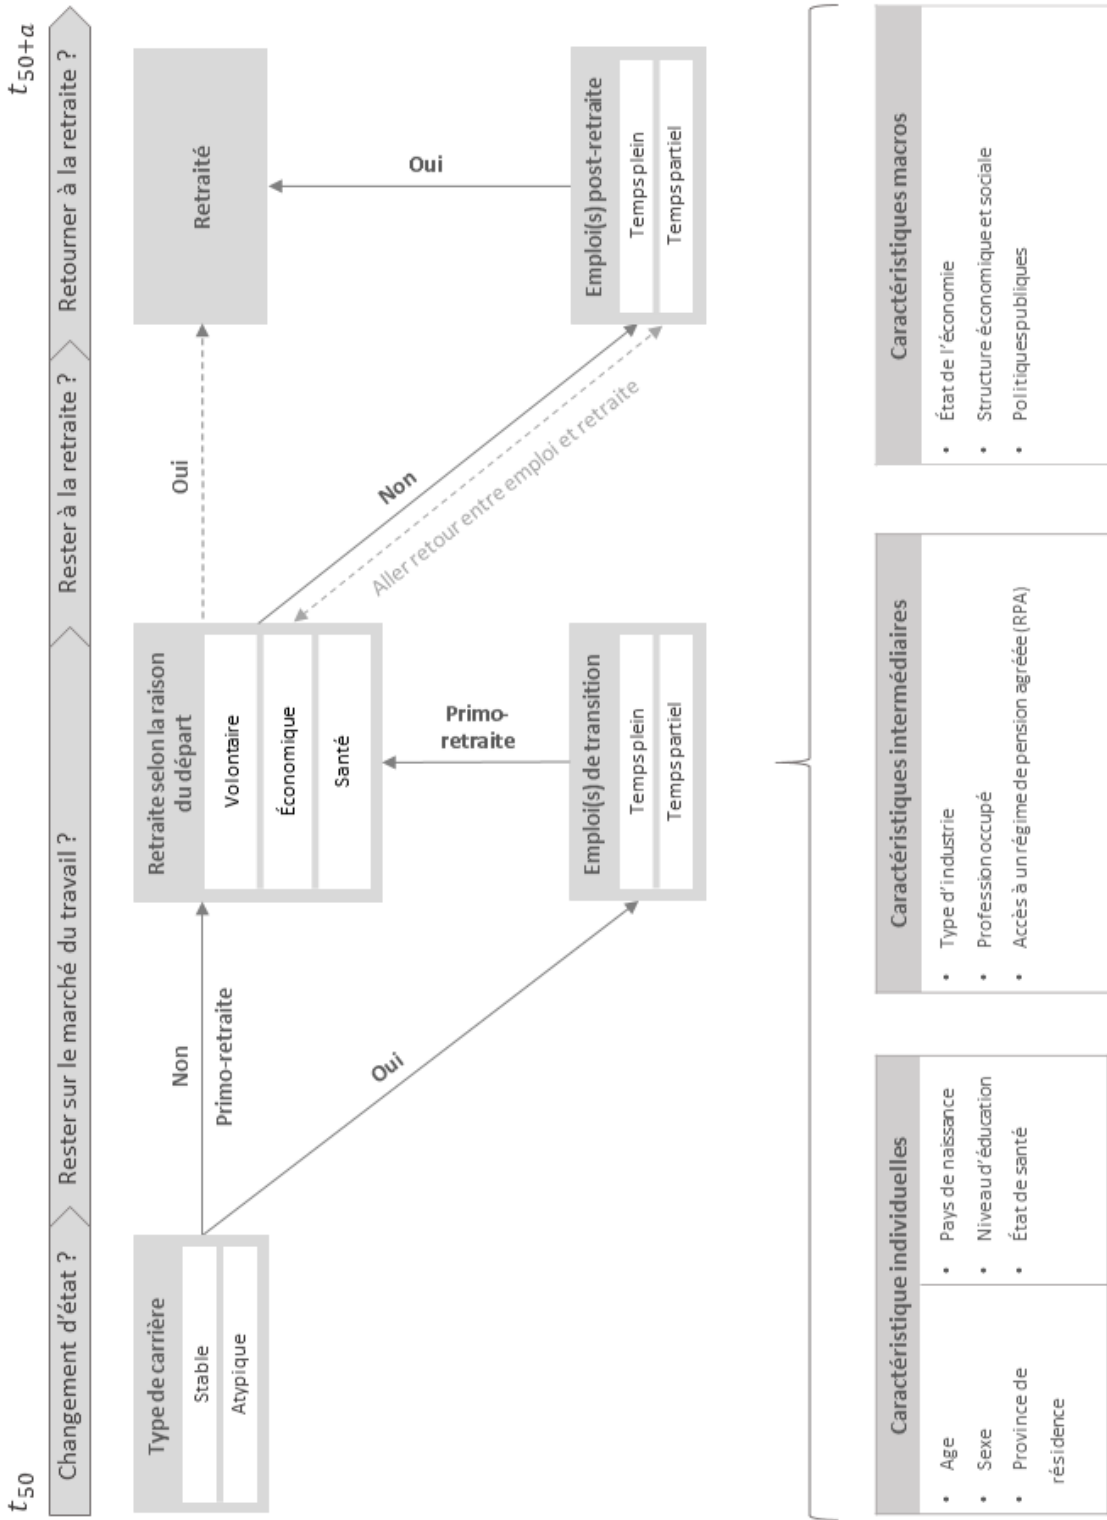 t50
t50+a
Changement d'état ?
Rester sur le marché du travail ?
Rester à la retraite ?
Retourner à la retraite ?
Type de carrière
Stable
Atypique
Non
Primo-retraite
Oui
Retraite selon la raison
du départ
Volontaire
Économique
Santé
Primo-
retraite
Emploi(s) de transition
Temps plein
Temps partiel
Oui
Non
Aller retour entre emploi et retraite
Retraité
Oui
Emploi(s) post-retraite
Temps plein
Temps partiel
Caractéristique individuelles
• Age
• Sexe
• Province de
résidence
• Pays de naissance
• Niveau d'éducation
• État de santé
Caractéristiques intermédiaires
• Type d'industrie
• Profession occupé
• Accès à un régime de pension agréée (RPA)
Caractéristiques macros
• État de l'économie
• Structure économique et sociale
• Politiques publiques